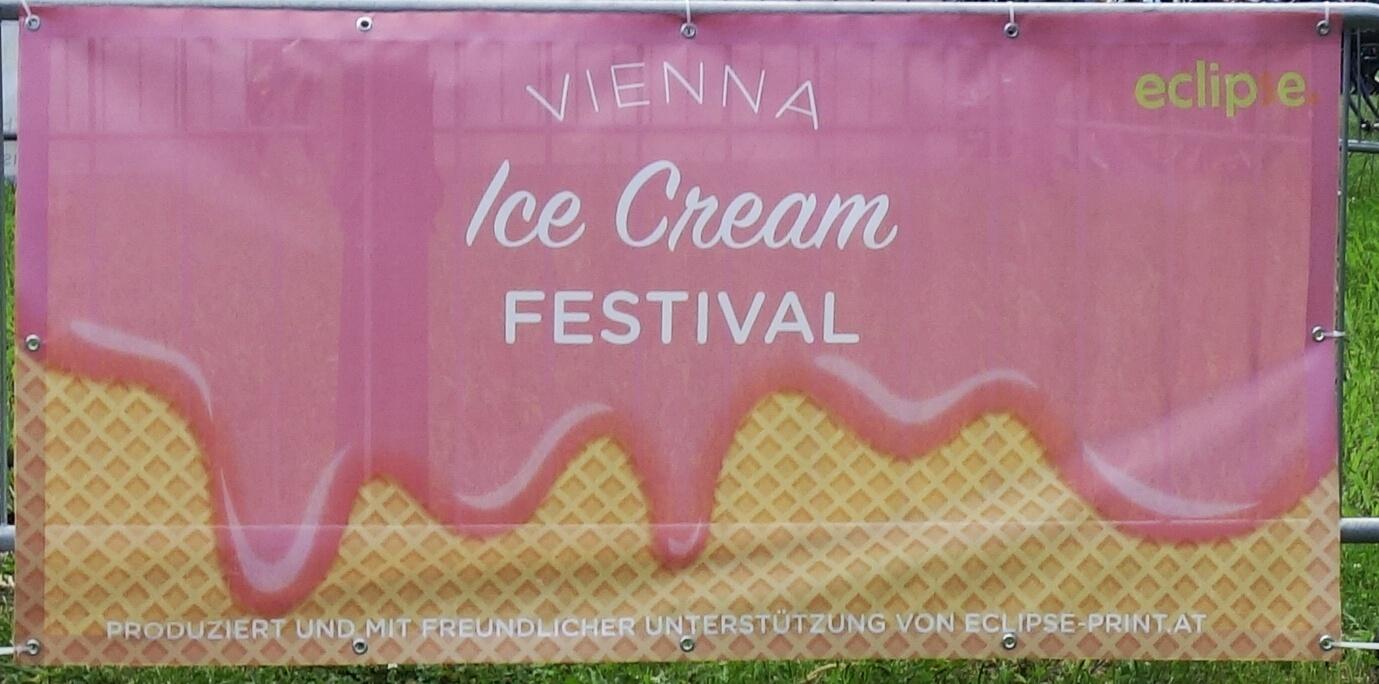 VIENNA
eclipse.
Ice Cream
FESTIVAL
PRODUZIERT UND MIT FREUNDLICHER UNTERSTÜTZUNG VON ECLIPSE-PRINT.AT